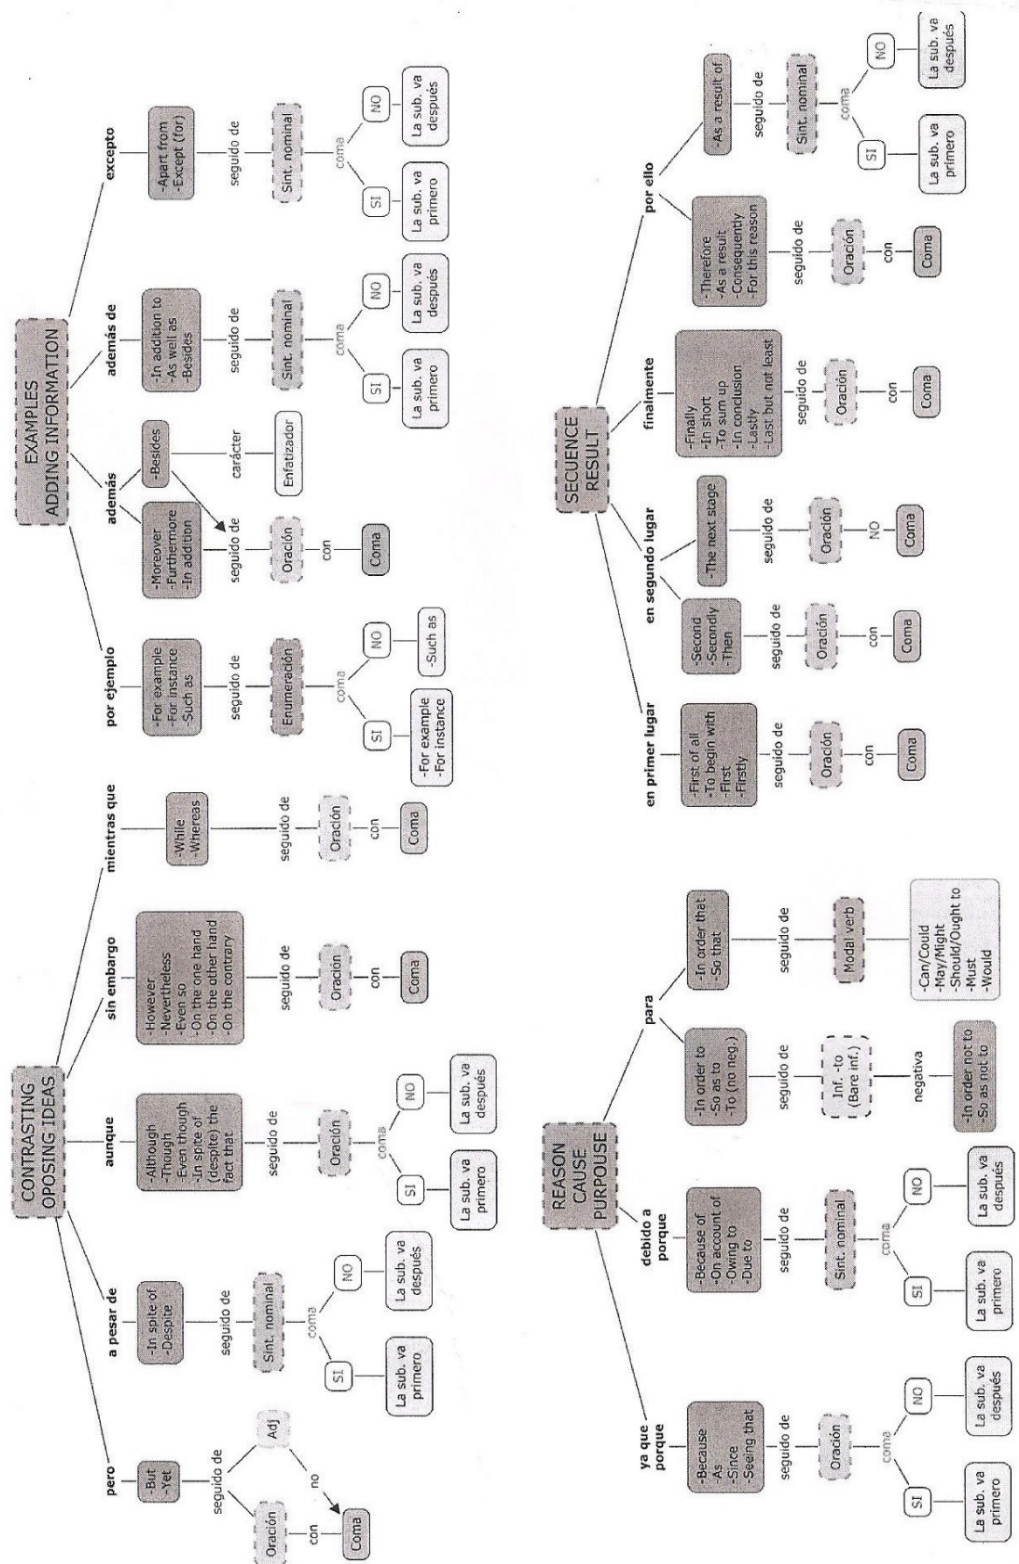 CONTRASTING
OPOSING IDEAS
pero
-But
-Yet
seguido de
Oración
Adj
con
no
Coma
a pesar de
-In spite of
-Despite
seguido de
Sint. nominal
coma
SI
NO
La sub. va
primero
La sub. va
después
aunque
-Although
-Though
-Even though
-In spite of
(despite) the
fact that
seguido de
Oración
coma
SI
NO
La sub. va
primero
La sub. va
después
sin embargo
-However
-Nevertheless
-Even so
-On the one hand
-On the other hand
-On the contrary
seguido de
Oración
con
Coma
mientras que
-While
-Whereas
seguido de
Oración
con
Coma
EXAMPLES
ADDING INFORMATION
por ejemplo
-For example
-For instance
-Such as
seguido de
Enumeración
coma
SI
NO
-For example
-For instance
-Such as
además
-Moreover
-Furthermore
-In addition
-Besides
seguido de
carácter
Oración
Enfatizador
con
Coma
además de
-In addition to
-As well as
-Besides
seguido de
Sint. nominal
coma
SI
NO
La sub. va
primero
La sub. va
después
excepto
-Apart from
-Except (for)
seguido de
Sint. nominal
coma
SI
NO
La sub. va
primero
La sub. va
después
REASON
CAUSE
PURPOUSE
ya que
porque
-Because
-As
-Since
-Seeing that
seguido de
Oración
coma
SI
NO
La sub. va
primero
La sub. va
después
debido a
porque
-Because of
-On account of
-Owing to
-Due to
seguido de
Sint. nominal
coma
SI
NO
La sub. va
primero
La sub. va
después
para
-In order to
-So as to
-To (no neg.)
seguido de
Inf. -to
(Bare inf.)
negativa
-In order not to
-So as not to
-In order that
-So that
seguido de
Modal verb
-Can/Could
-May/Might
-Should/Ought to
-Must
-Would
SECUENCE
RESULT
en primer lugar
-First of all
-To begin with
-First
-Firstly
seguido de
Oración
con
Coma
en segundo lugar
-Second
-Secondly
-Then
seguido de
Oración
con
Coma
-The next stage
seguido de
Oración
NO
Coma
finalmente
-Finally
-In short
-To sum up
-In conclusion
-Lastly
-Last but not least
seguido de
Oración
con
Coma
por ello
-Therefore
-As a result
-Consequently
-For this reason
seguido de
Oración
con
Coma
-As a result of
seguido de
Sint. nominal
coma
SI
NO
La sub. va
primero
La sub. va
después